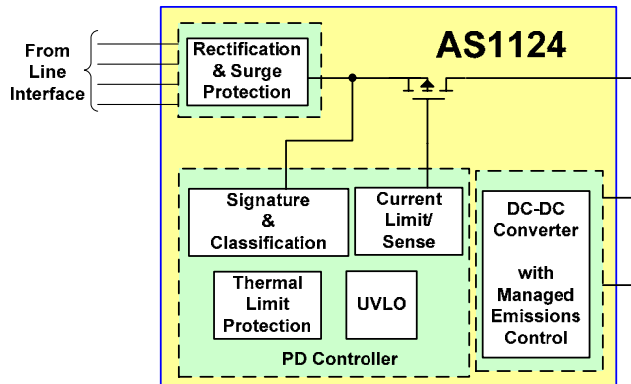 From
Line
Interface
Rectification
& Surge
Protection
AS1124
Signature
&
Classification
Current
Limit/
Sense
Thermal
Limit
Protection
UVLO
PD Controller
DC-DC
Converter
with
Managed
Emissions
Control